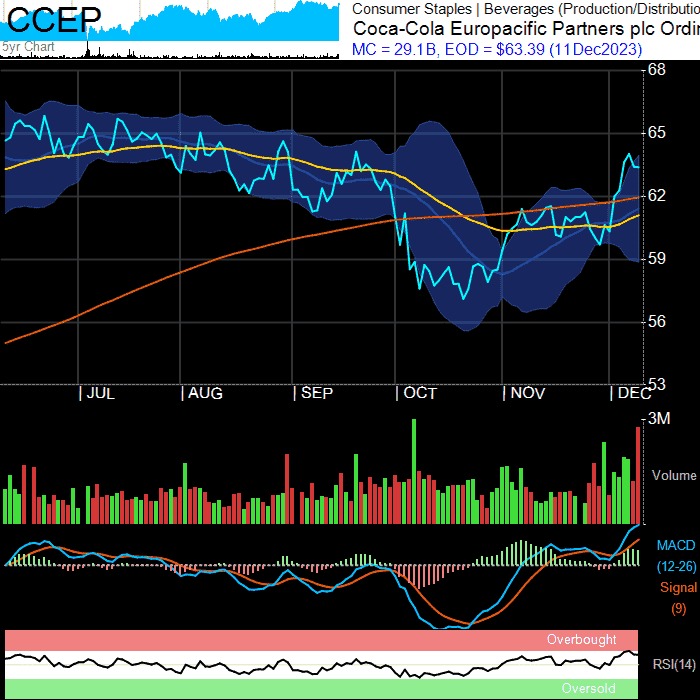 CCEP
Consumer Staples | Beverages (Production/Distributio
Coca-Cola Europacific Partners plc Ordin
5yr Chart
MC = 29.1B, EOD = $63.39 (11Dec2023)
68
65
62
59
56
53
| JUL | AUG | SEP | OCT | NOV | DEC
3M
Volume
MACD
(12-26)
Signal
(9)
Overbought
RSI(14)
Oversold